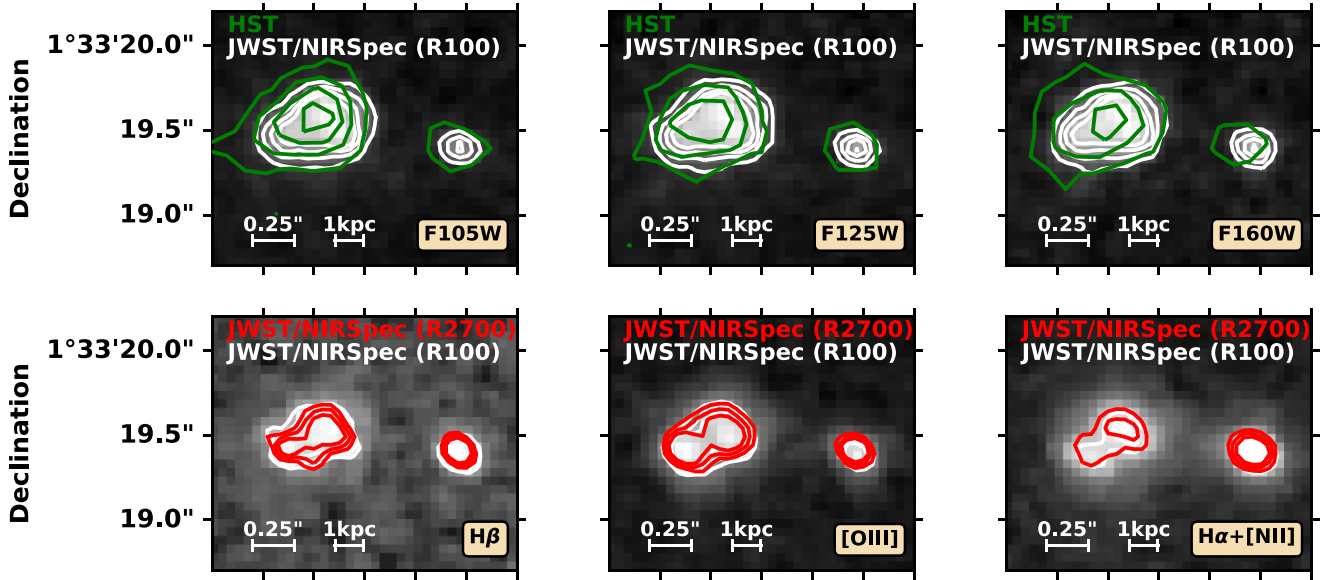 HST
JWST/NIRSpec (R100)
0.25"
1kpc
F105W
HST
JWST/NIRSpec (R100)
0.25"
1kpc
F125W
HST
JWST/NIRSpec (R100)
0.25"
1kpc
F160W
Declination
1°33'20.0"
19.5"
19.0"
JWST/NIRSpec (R2700)
JWST/NIRSpec (R100)
0.25"
1kpc
Hβ
JWST/NIRSpec (R2700)
JWST/NIRSpec (R100)
0.25"
1kpc
[OIII]
JWST/NIRSpec (R2700)
JWST/NIRSpec (R100)
0.25"
1kpc
Hα+[NII]
Declination
1°33'20.0"
19.5"
19.0"